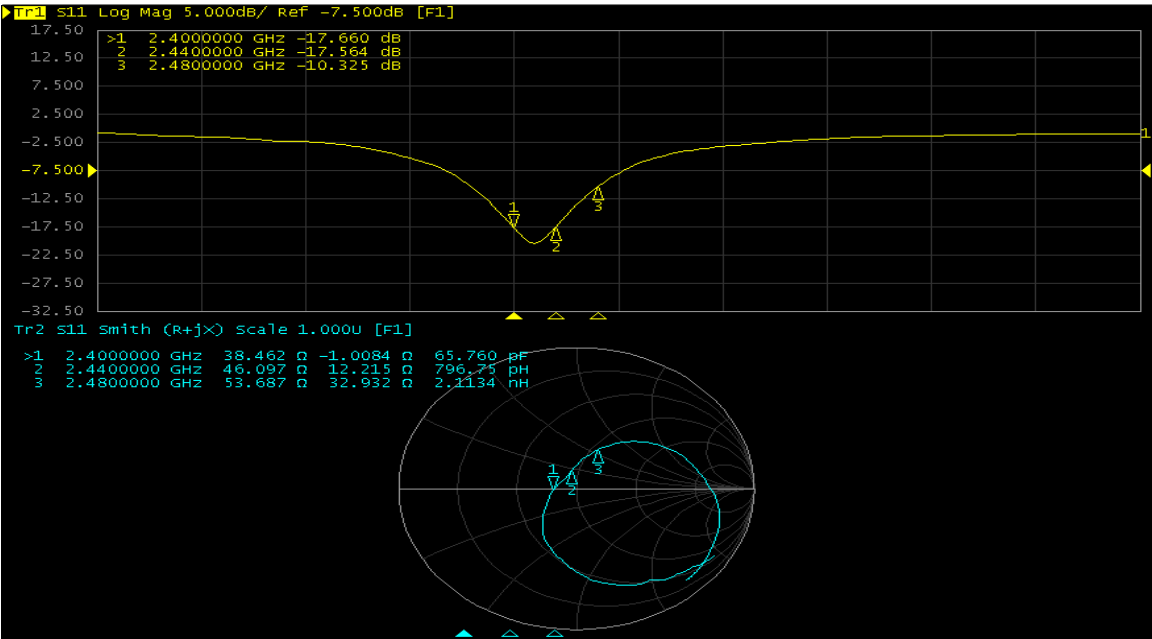 Tr1 S11 Log Mag 5.000dB/ Ref -7.500dB [F1]
17.50
>1 2.4000000 GHz -17.660 dB
2 2.4400000 GHz -17.564 dB
3 2.4800000 GHz -10.325 dB
12.50
7.500
2.500
-2.500
1
-7.500
-12.50
1
3
-17.50
2
-22.50
-27.50
-32.50
Tr2 S11 Smith (R+jX) Scale 1.000U [F1]
>1 2.4000000 GHz 38.462 Ω -1.0084 Ω 65.760 pF
2 2.4400000 GHz 46.097 Ω 12.215 Ω 796.75 pH
3 2.4800000 GHz 53.687 Ω 32.932 Ω 2.1134 nH
1
3
2